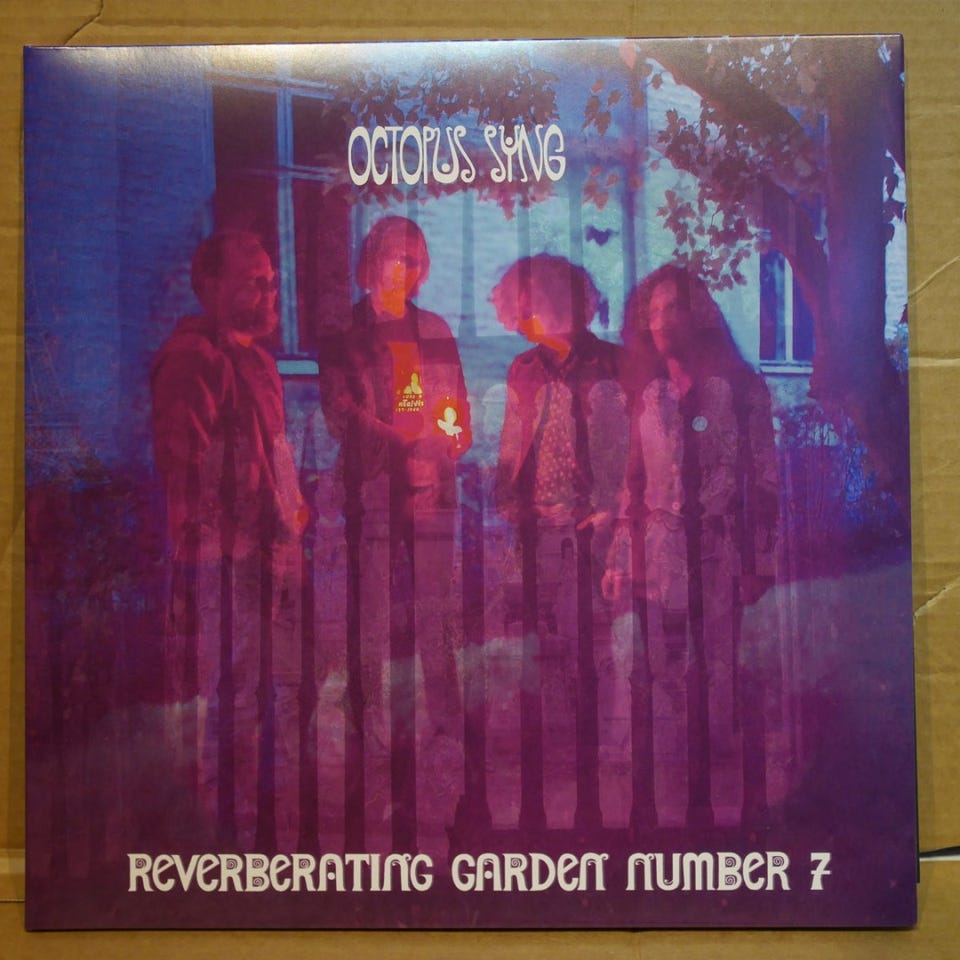 OCTOPUS SYNG
REVERBERATING GARDEN NUMBER 7